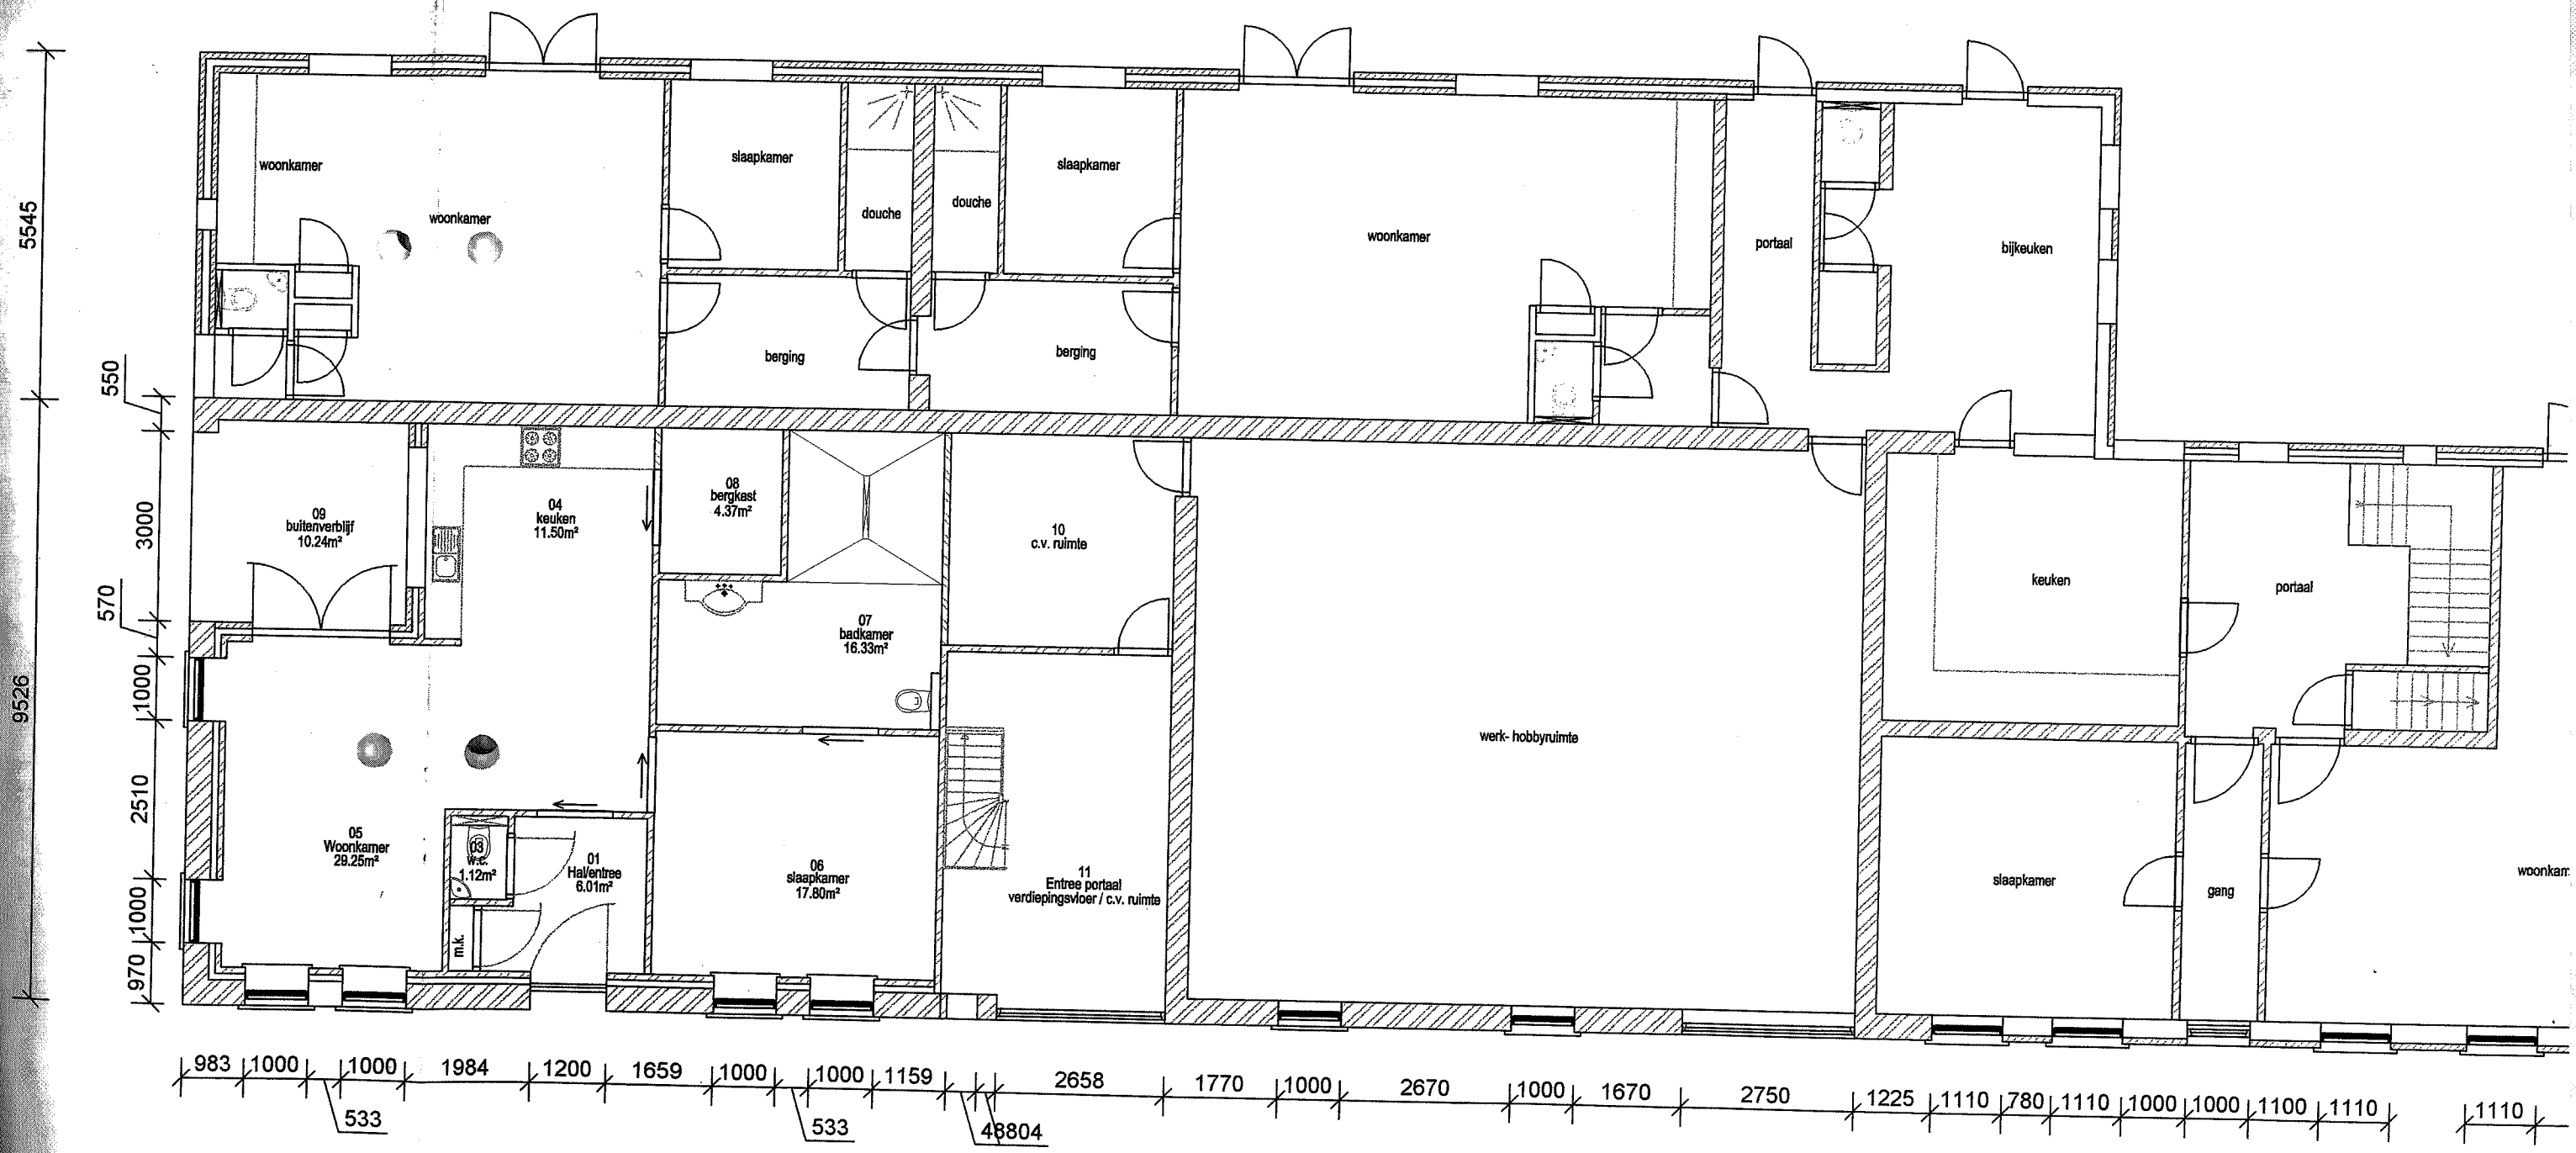 woonkamer
woonkamer
slaapkamer
douche
douche
slaapkamer
woonkamer
portaal
bijkeuken
berging
berging
5545
550
3000
570
1000
9526
2510
1000
970
09
buitenverblijf
10.24m²
04
keuken
11.50m²
08
bergkast
4.37m²
10
c.v. ruimte
07
badkamer
16.33m²
keuken
portaal
werk- hobbyruimte
05
Woonkamer
29.25m²
03
w.c.
1.12m²
01
Hal/entree
6.01m²
m.k.
06
slaapkamer
17.80m²
11
Entree portaal
verdiepingsvloer / c.v. ruimte
slaapkamer
gang
woonkam
983 1000 1000 1984 1200 1659 1000 1000 1159 2658 1770 1000 2670 1000 1670 2750 1225 1110 780 1110 1000 1000 1100 1110 1110
533 533 48804